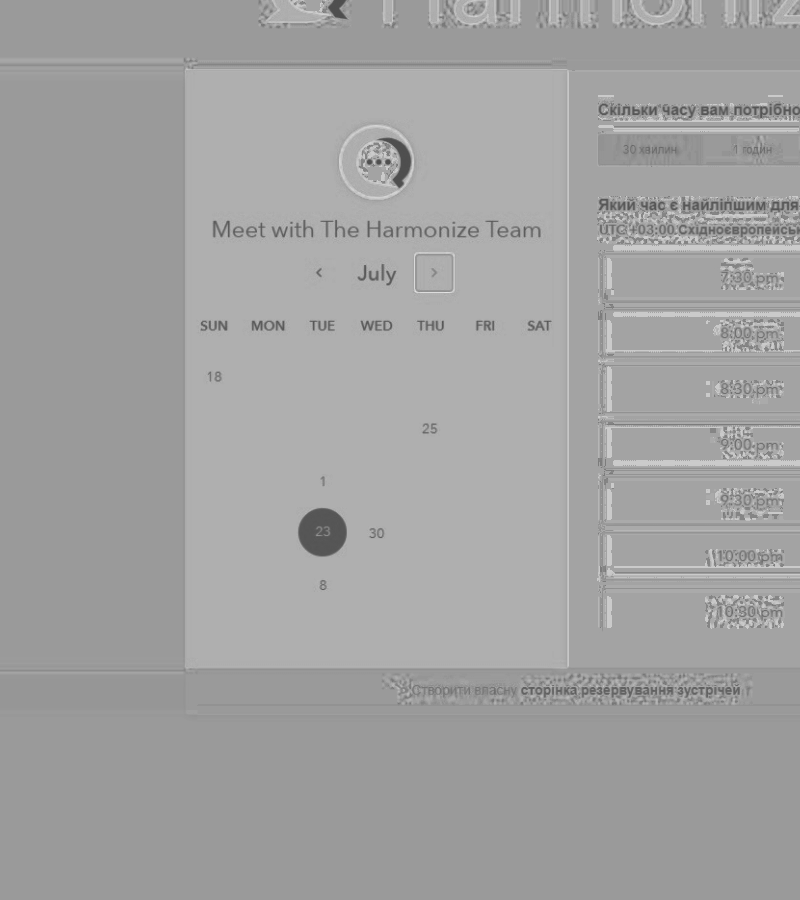 Harmoniz
Meet with The Harmonize Team
July
SUN MON TUE WED THU FRI SAT
18
25
1
23 30
8
Скільки часу вам потрібно
30 хвилин 1 годин
Який час є найліпшим для
UTC +03:00 Східноєвропейськ
7:30 pm
8:00 pm
8:30 pm
9:00 pm
9:30 pm
10:00 pm
10:30 pm
Створити власну сторінка резервування зустрічей